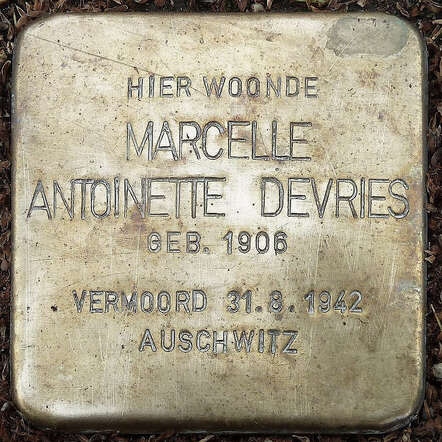 HIER WOONDE
MARCELLE
ANTOINETTE DEVRIES
GEB. 1906
VERMOORD 31.8.1942
AUSCHWITZ